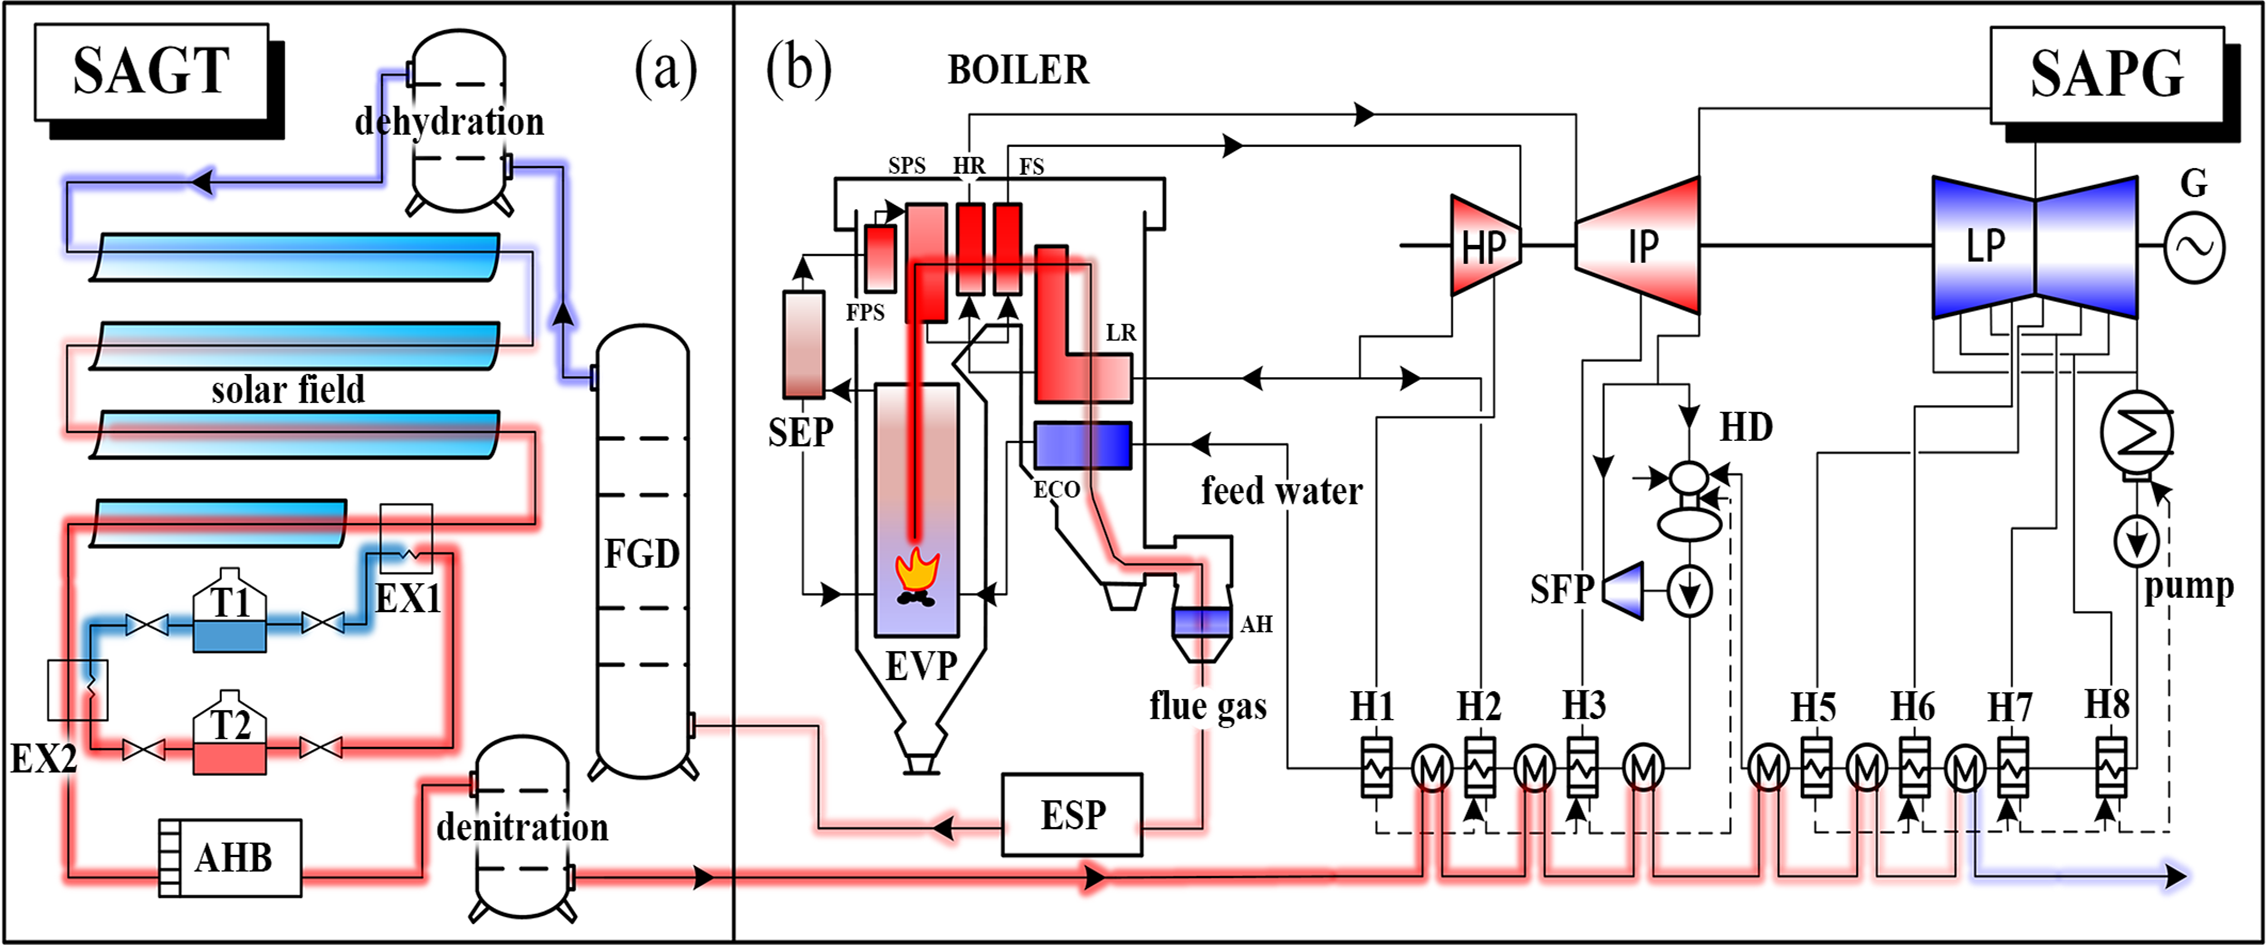 SAGT
(a)
dehydration
solar field
FGD
T1
EX1
T2
EX2
AHB
denitration
(b)
BOILER
SAPG
SPS
HR
FS
FPS
LR
SEP
ECO
feed water
EVP
AH
flue gas
ESP
HP
IP
LP
G
HD
SFP
pump
H1
H2
H3
H5
H6
H7
H8
M
M
M
M
M
M